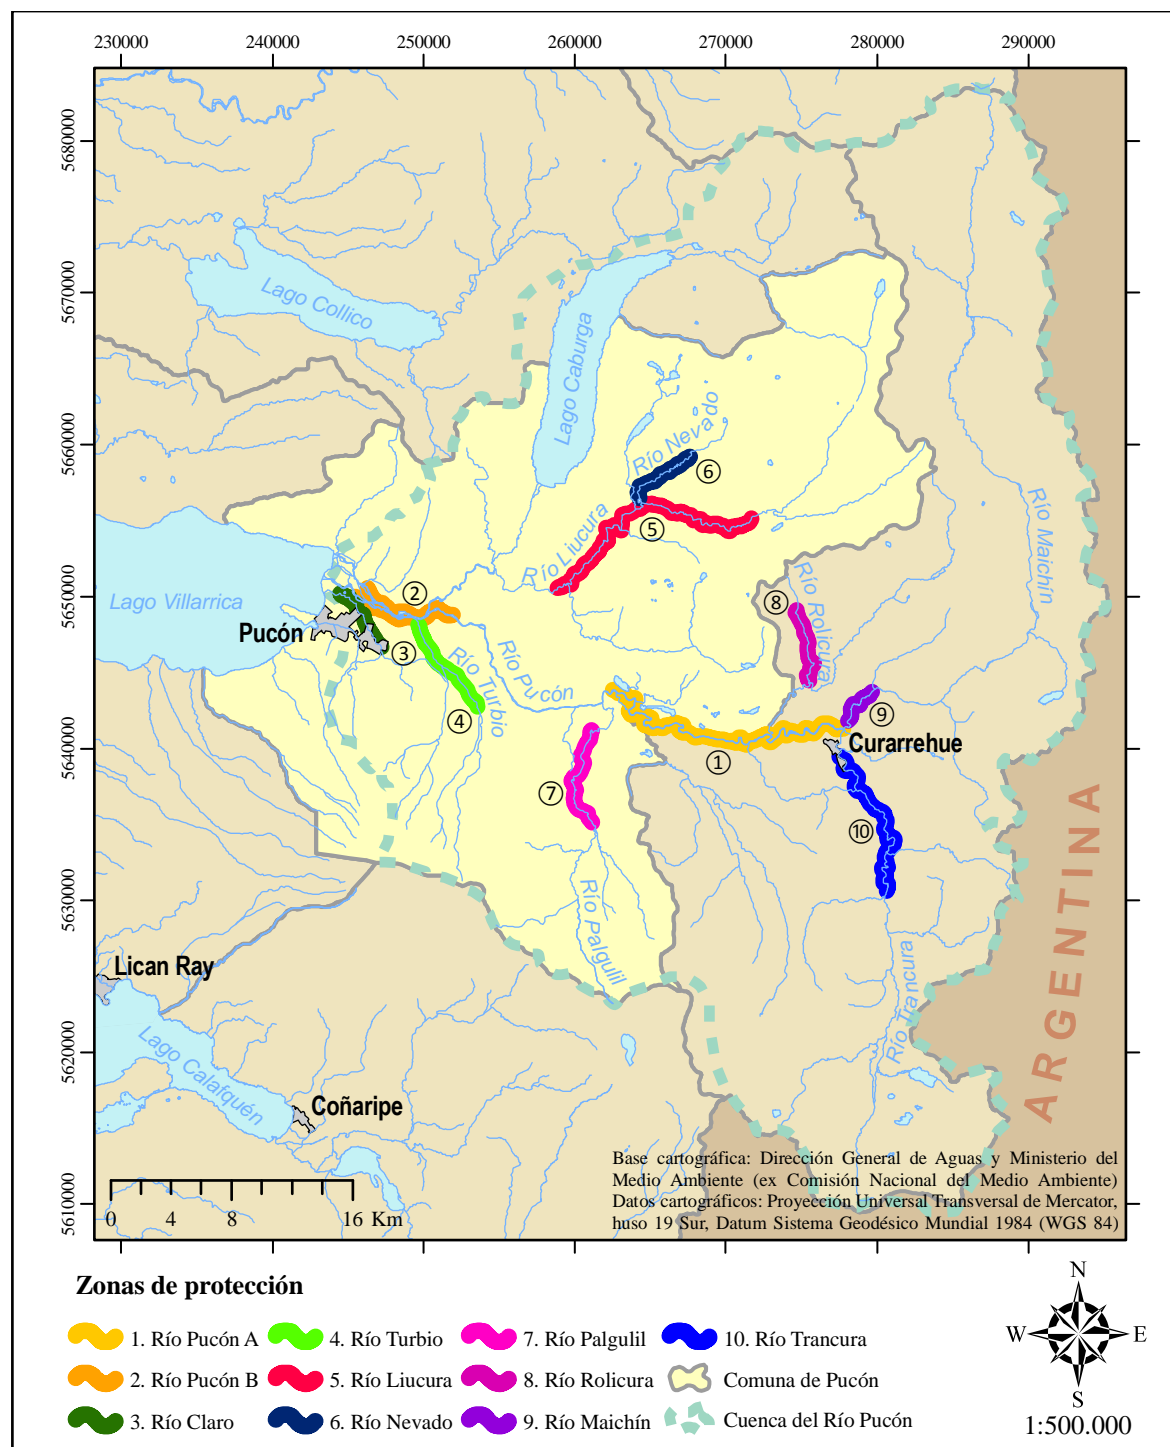 230000 240000 250000 260000 270000 280000 290000
5680000
5670000
5660000
5650000
5640000
5630000
5620000
5610000
Lago Collico
Lago Caburga
Río Nevado
⑥
Río Maichín
Río Liucura
⑤
Lago Villarrica
②
Río Rolicura
⑧
Pucón
③
Río Turbio
Río Pucón
④
⑨
Curarrehue
①
⑦
⑩
Río Palgulil
Río Trancura
ARGENTINA
Lican Ray
Lago Calafquén
Coñaripe
Base cartográfica: Dirección General de Aguas y Ministerio del
Medio Ambiente (ex Comisión Nacional del Medio Ambiente)
Datos cartográficos: Proyección Universal Transversal de Mercator,
huso 19 Sur, Datum Sistema Geodésico Mundial 1984 (WGS 84)
0 4 8 16 Km
Zonas de protección
1. Río Pucón A
2. Río Pucón B
3. Río Claro
4. Río Turbio
5. Río Liucura
6. Río Nevado
7. Río Palgulil
8. Río Rolicura
9. Río Maichín
10. Río Trancura
Comuna de Pucón
Cuenca del Río Pucón
N
W E
S
1:500.000